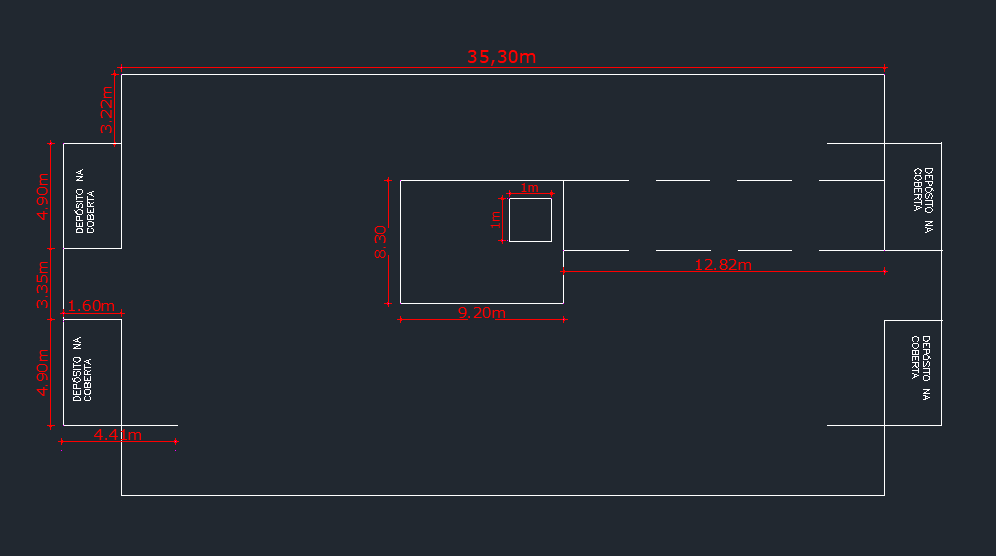 35,30m
3.22m
4.90m
DEPÓSITO NA
COBERTA
DEPÓSITO NA
COBERTA
1m
1m
8.30
3.35m
12.82m
1.60m
9.20m
4.90m
DEPÓSITO NA
COBERTA
DEPÓSITO NA
COBERTA
4.41m